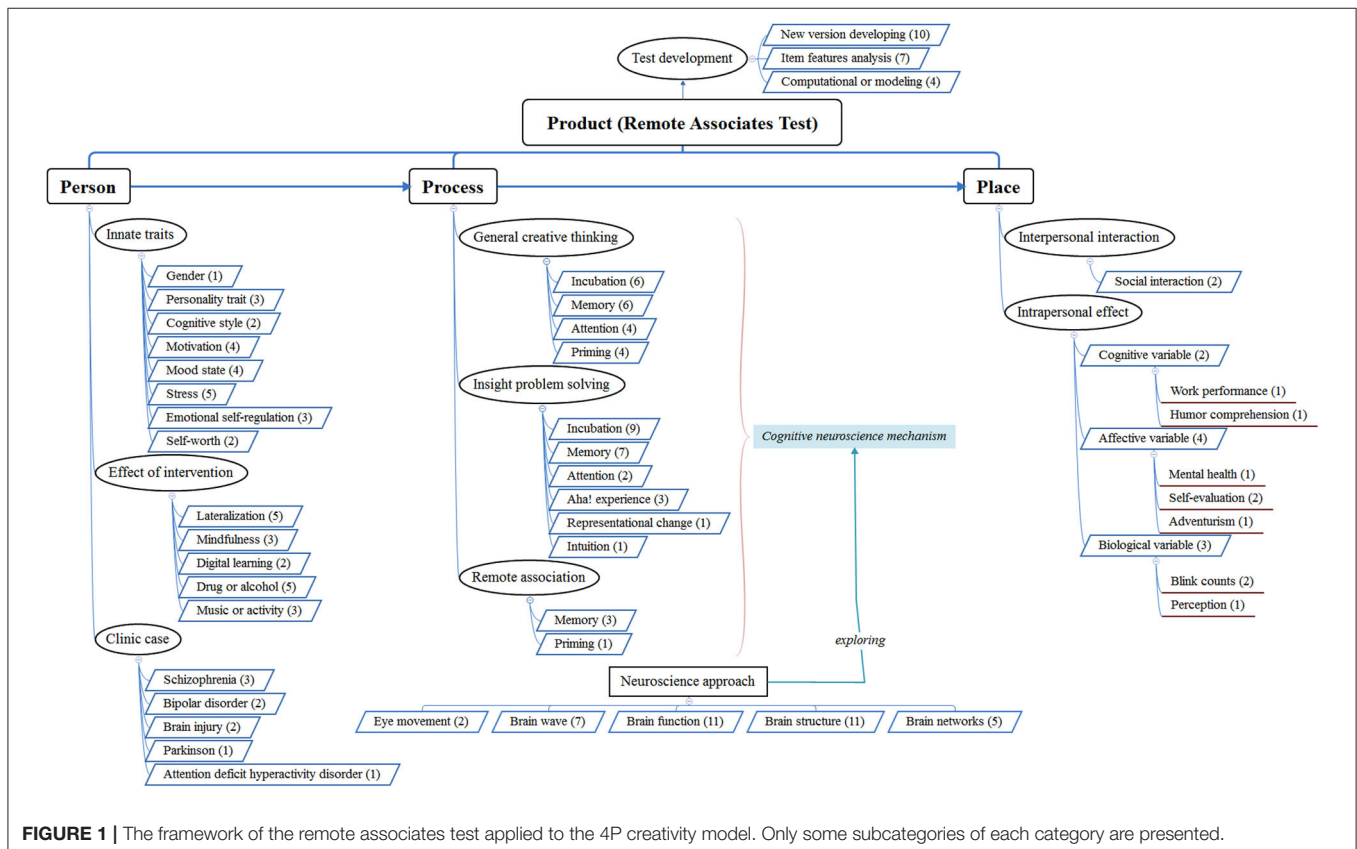 Test development
New version developing (10)
Item features analysis (7)
Computational or modeling (4)
Product (Remote Associates Test)
Person
Process
Place
Innate traits
Gender (1)
Personality trait (3)
Cognitive style (2)
Motivation (4)
Mood state (4)
Stress (5)
Emotional self-regulation (3)
Self-worth (2)
Effect of intervention
Lateralization (5)
Mindfulness (3)
Digital learning (2)
Drug or alcohol (5)
Music or activity (3)
Clinic case
Schizophrenia (3)
Bipolar disorder (2)
Brain injury (2)
Parkinson (1)
Attention deficit hyperactivity disorder (1)
General creative thinking
Incubation (6)
Memory (6)
Attention (4)
Priming (4)
Insight problem solving
Incubation (9)
Memory (7)
Attention (2)
Aha! experience (3)
Representational change (1)
Intuition (1)
Remote association
Memory (3)
Priming (1)
Cognitive neuroscience mechanism
exploring
Neuroscience approach
Eye movement (2)
Brain wave (7)
Brain function (11)
Brain structure (11)
Brain networks (5)
Interpersonal interaction
Social interaction (2)
Intrapersonal effect
Cognitive variable (2)
Work performance (1)
Humor comprehension (1)
Affective variable (4)
Mental health (1)
Self-evaluation (2)
Adventurism (1)
Biological variable (3)
Blink counts (2)
Perception (1)
FIGURE 1 | The framework of the remote associates test applied to the 4P creativity model. Only some subcategories of each category are presented.